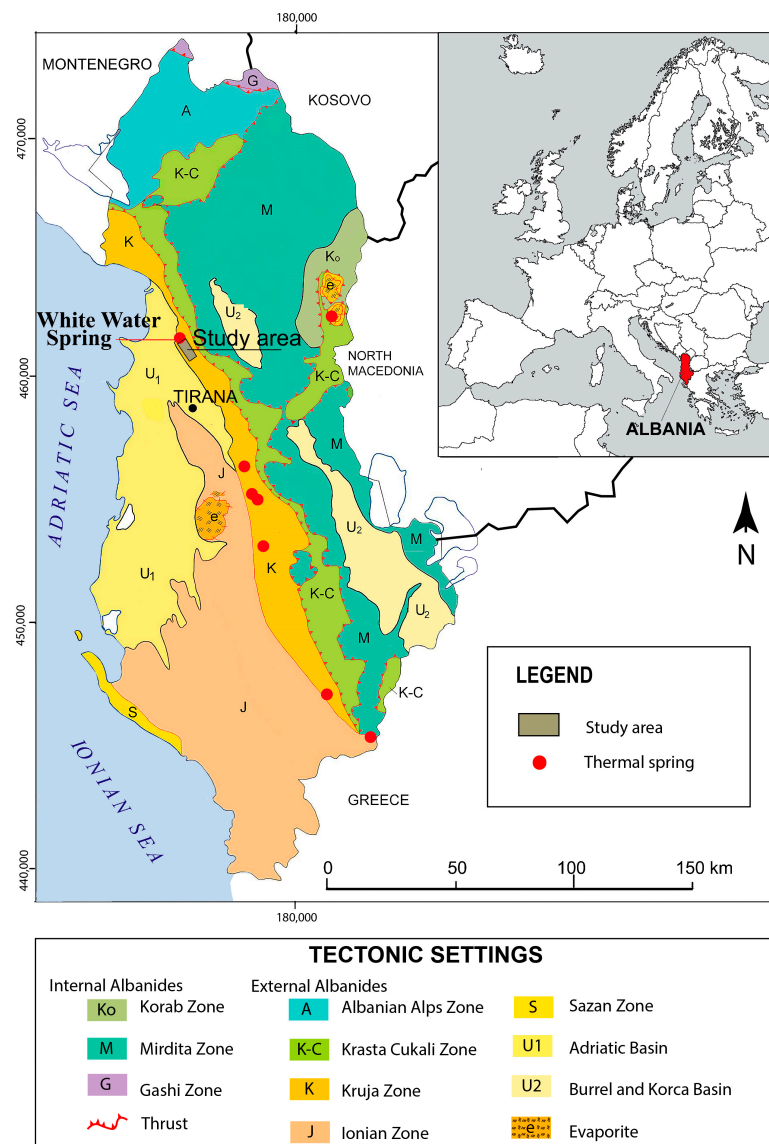 180,000
MONTENEGRO
G
KOSOVO
A
470,000
K-C
M
K
Ko
e
U2
White Water
Spring
Study area
NORTH
MACEDONIA
K-C
460,000
U1
TIRANA
ALBANIA
ADRIATIC SEA
M
J
e
U2
M
N
K
U1
K-C
U2
450,000
M
K-C
S
J
IONIAN SEA
GREECE
440,000
LEGEND
Study area
Thermal spring
0 50 100 150 km
180,000
TECTONIC SETTINGS
Internal Albanides External Albanides
Ko Korab Zone A Albanian Alps Zone S Sazan Zone
M Mirdita Zone K-C Krasta Cukali Zone U1 Adriatic Basin
G Gashi Zone K Kruja Zone U2 Burrel and Korca Basin
Thrust J Ionian Zone e Evaporite